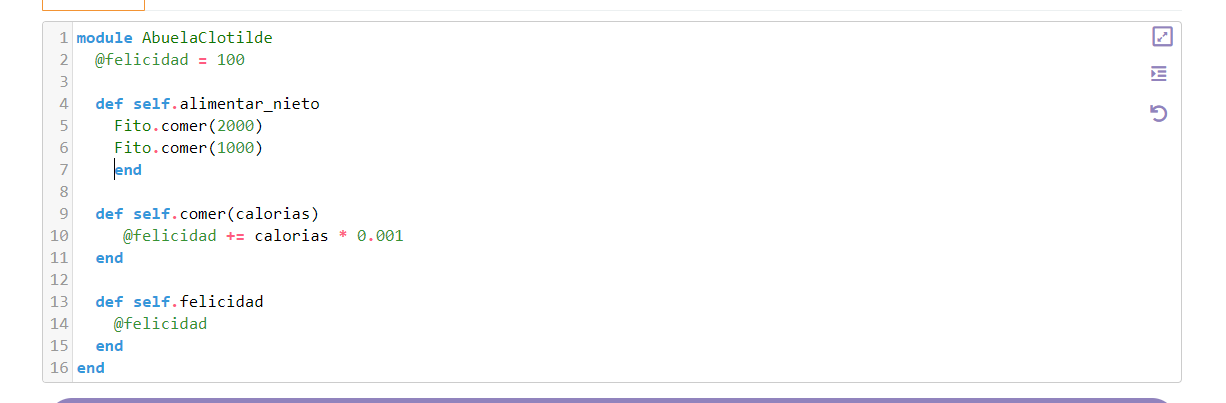 1 module AbuelaClotilde
2   @felicidad = 100
3
4   def self.alimentar_nieto
5     Fito.comer(2000)
6     Fito.comer(1000)
7     end
8
9   def self.comer(calorias)
10      @felicidad += calorias * 0.001
11   end
12
13   def self.felicidad
14     @felicidad
15   end
16 end